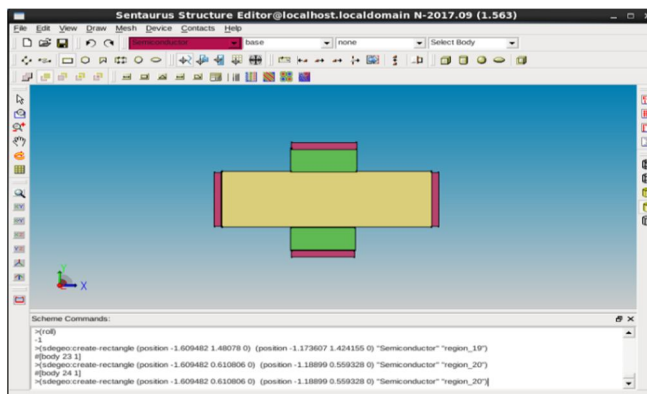 Sentaurus Structure Editor@localhost.localdomain N-2017.09 (1.563)
File Edit View Draw Mesh Device Contacts Help
Semiconductor base none Select Body
Y
X
Scheme Commands:
>(roll)
-1
>(sdegeo:create-rectangle (position -1.609482 1.48078 0) (position -1.173607 1.424155 0) "Semiconductor" "region_19")
#[body 23 1]
>(sdegeo:create-rectangle (position -1.609482 0.610806 0) (position -1.18899 0.559328 0) "Semiconductor" "region_20")
#[body 24 1]
>(sdegeo:create-rectangle (position -1.609482 0.610806 0) (position -1.18899 0.559328 0) "Semiconductor" "region_20")